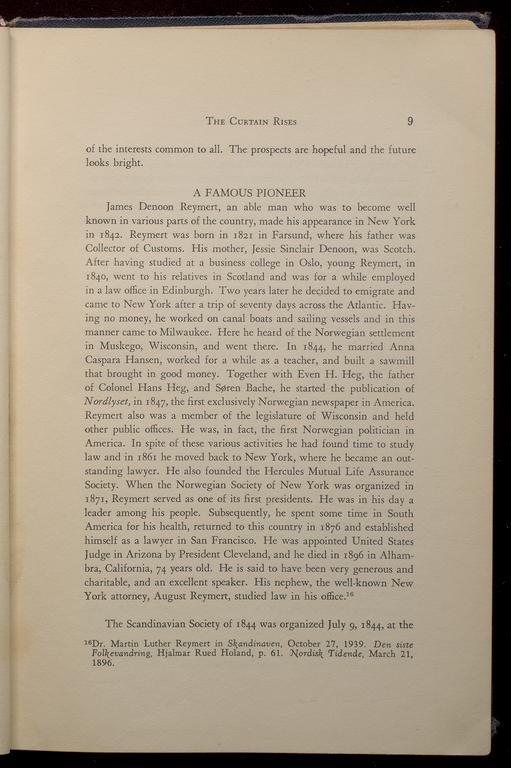 The Curtain Rises 9
of the interests common to all. The prospects are hopeful and the future
looks bright.
A FAMOUS PIONEER
James Denoon Reymert, an able man who was to become well
known in various parts of the country, made his appearance in New York
in 1842. Reymert was born in 1821 in Farsund, where his father was
Collector of Customs. His mother, Jessie Sinclair Denoon, was Scotch.
After having studied at a business college in Oslo, young Reymert, in
1840, went to his relatives in Scotland and was for a while employed
in a law office in Edinburgh. Two years later he decided to emigrate and
came to New York after a trip of seventy days across the Atlantic. Hav-
ing no money, he worked on canal boats and sailing vessels and in this
manner came to Milwaukee. Here he heard of the Norwegian settlement
in Muskego, Wisconsin, and went there. In 1844, he married Anna
Caspara Hansen, worked for a while as a teacher, and built a sawmill
that brought in good money. Together with Even H. Heg, the father
of Colonel Hans Heg, and Søren Bache, he started the publication of
Nordlyset, in 1847, the first exclusively Norwegian newspaper in America.
Reymert also was a member of the legislature of Wisconsin and held
other public offices. He was, in fact, the first Norwegian politician in
America. In spite of these various activities he had found time to study
law and in 1861 he moved back to New York, where he became an out-
standing lawyer. He also founded the Hercules Mutual Life Assurance
Society. When the Norwegian Society of New York was organized in
1871, Reymert served as one of its first presidents. He was in his day a
leader among his people. Subsequently, he spent some time in South
America for his health, returned to this country in 1876 and established
himself as a lawyer in San Francisco. He was appointed United States
Judge in Arizona by President Cleveland, and he died in 1896 in Alham-
bra, California, 74 years old. He is said to have been very generous and
charitable, and an excellent speaker. His nephew, the well-known New
York attorney, August Reymert, studied law in his office.¹⁶
The Scandinavian Society of 1844 was organized July 9, 1844, at the
¹⁶Dr. Martin Luther Reymert in Skandinaven, October 27, 1939. Den siste
Folkevandring, Hjalmar Rued Holand, p. 61. Nordisk Tidende, March 21,
1896.